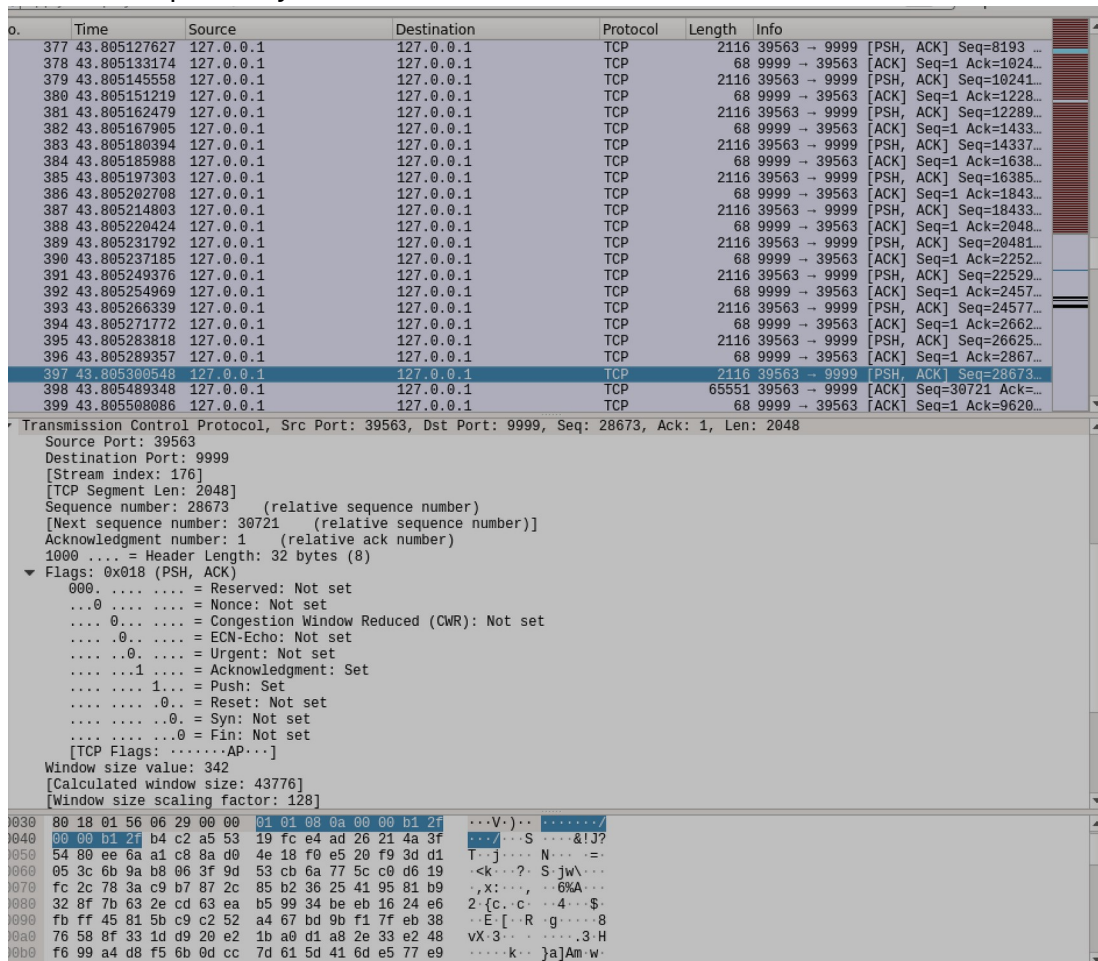 o. Time Source Destination Protocol Length Info
377 43.805127627 127.0.0.1 127.0.0.1 TCP 2116 39563 → 9999 [PSH, ACK] Seq=8193 …
378 43.805133174 127.0.0.1 127.0.0.1 TCP 68 9999 → 39563 [ACK] Seq=1 Ack=1024…
379 43.805145558 127.0.0.1 127.0.0.1 TCP 2116 39563 → 9999 [PSH, ACK] Seq=10241…
380 43.805151219 127.0.0.1 127.0.0.1 TCP 68 9999 → 39563 [ACK] Seq=1 Ack=1228…
381 43.805162479 127.0.0.1 127.0.0.1 TCP 2116 39563 → 9999 [PSH, ACK] Seq=12289…
382 43.805167905 127.0.0.1 127.0.0.1 TCP 68 9999 → 39563 [ACK] Seq=1 Ack=1433…
383 43.805180394 127.0.0.1 127.0.0.1 TCP 2116 39563 → 9999 [PSH, ACK] Seq=14337…
384 43.805185988 127.0.0.1 127.0.0.1 TCP 68 9999 → 39563 [ACK] Seq=1 Ack=1638…
385 43.805197303 127.0.0.1 127.0.0.1 TCP 2116 39563 → 9999 [PSH, ACK] Seq=16385…
386 43.805202708 127.0.0.1 127.0.0.1 TCP 68 9999 → 39563 [ACK] Seq=1 Ack=1843…
387 43.805214803 127.0.0.1 127.0.0.1 TCP 2116 39563 → 9999 [PSH, ACK] Seq=18433…
388 43.805220424 127.0.0.1 127.0.0.1 TCP 68 9999 → 39563 [ACK] Seq=1 Ack=2048…
389 43.805231792 127.0.0.1 127.0.0.1 TCP 2116 39563 → 9999 [PSH, ACK] Seq=20481…
390 43.805237185 127.0.0.1 127.0.0.1 TCP 68 9999 → 39563 [ACK] Seq=1 Ack=2252…
391 43.805249376 127.0.0.1 127.0.0.1 TCP 2116 39563 → 9999 [PSH, ACK] Seq=22529…
392 43.805254969 127.0.0.1 127.0.0.1 TCP 68 9999 → 39563 [ACK] Seq=1 Ack=2457…
393 43.805266339 127.0.0.1 127.0.0.1 TCP 2116 39563 → 9999 [PSH, ACK] Seq=24577…
394 43.805271772 127.0.0.1 127.0.0.1 TCP 68 9999 → 39563 [ACK] Seq=1 Ack=2662…
395 43.805283818 127.0.0.1 127.0.0.1 TCP 2116 39563 → 9999 [PSH, ACK] Seq=26625…
396 43.805289357 127.0.0.1 127.0.0.1 TCP 68 9999 → 39563 [ACK] Seq=1 Ack=2867…
397 43.805300548 127.0.0.1 127.0.0.1 TCP 2116 39563 → 9999 [PSH, ACK] Seq=28673…
398 43.805489348 127.0.0.1 127.0.0.1 TCP 65551 39563 → 9999 [ACK] Seq=30721 Ack=…
399 43.805508086 127.0.0.1 127.0.0.1 TCP 68 9999 → 39563 [ACK] Seq=1 Ack=9620…
Transmission Control Protocol, Src Port: 39563, Dst Port: 9999, Seq: 28673, Ack: 1, Len: 2048
Source Port: 39563
Destination Port: 9999
[Stream index: 176]
[TCP Segment Len: 2048]
Sequence number: 28673 (relative sequence number)
[Next sequence number: 30721 (relative sequence number)]
Acknowledgment number: 1 (relative ack number)
1000 .... = Header Length: 32 bytes (8)
Flags: 0x018 (PSH, ACK)
000. .... .... = Reserved: Not set
...0 .... .... = Nonce: Not set
.... 0... .... = Congestion Window Reduced (CWR): Not set
.... .0.. .... = ECN-Echo: Not set
.... ..0. .... = Urgent: Not set
.... ...1 .... = Acknowledgment: Set
.... .... 1... = Push: Set
.... .... .0.. = Reset: Not set
.... .... ..0. = Syn: Not set
.... .... ...0 = Fin: Not set
[TCP Flags: ·······AP···]
Window size value: 342
[Calculated window size: 43776]
[Window size scaling factor: 128]
0030 80 18 01 56 06 29 00 00 01 01 08 0a 00 00 b1 2f ···V·)·· ·······/
0040 00 00 b1 2f b4 c2 a5 53 19 fc e4 ad 26 21 4a 3f ···/···S ····&!J?
0050 54 80 ee 6a a1 c8 8a d0 4e 18 f0 e5 20 f9 3d d1 T··j···· N··· ·=·
0060 05 3c 6b 9a b8 06 3f 9d 53 cb 6a 77 5c c0 d6 19 ·<k···?· S·jw\···
0070 fc 2c 78 3a c9 b7 87 2c 85 b2 36 25 41 95 81 b9 ·,x:···, ··6%A···
0080 32 8f 7b 63 2e cd 63 ea b5 99 34 be eb 16 24 e6 2·{c.·c· ··4···$·
0090 fb ff 45 81 5b c9 c2 52 a4 67 bd 9b f1 7f eb 38 ··E·[··R ·g·····8
00a0 76 58 8f 33 1d d9 20 e2 1b a0 d1 a8 2e 33 e2 48 vX·3·· · ····.3·H
00b0 f6 99 a4 d8 f5 6b 0d cc 7d 61 5d 41 6d e5 77 e9 ·····k·· }a]Am·w·